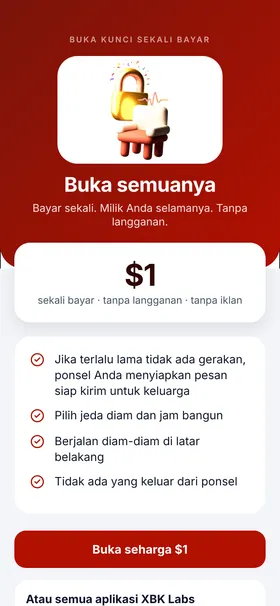 BUKA KUNCI SEKALI BAYAR
Buka semuanya
Bayar sekali. Milik Anda selamanya. Tanpa
langganan.
$1
sekali bayar · tanpa langganan · tanpa iklan
Jika terlalu lama tidak ada gerakan,
ponsel Anda menyiapkan pesan
siap kirim untuk keluarga
Pilih jeda diam dan jam bangun
Berjalan diam-diam di latar
belakang
Tidak ada yang keluar dari ponsel
Buka seharga $1
Atau semua aplikasi XBK Labs